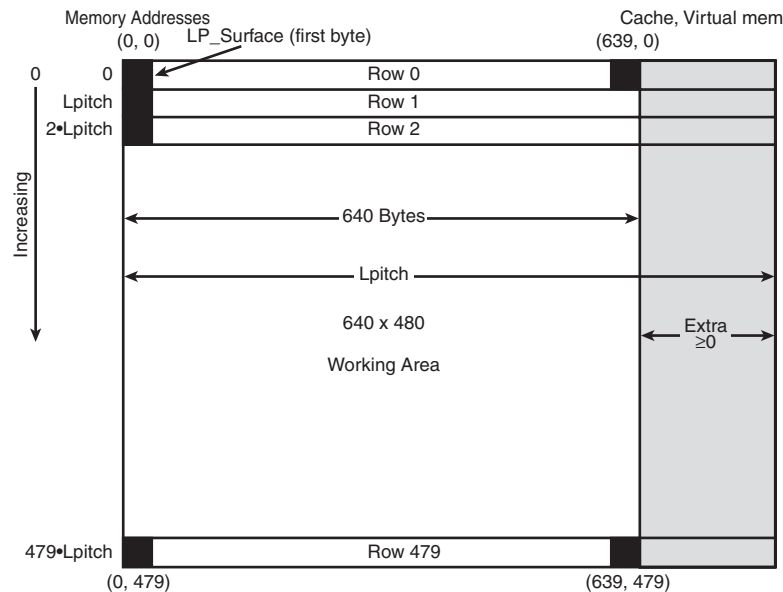 Memory Addresses
Cache, Virtual mem
(0, 0)
LP_Surface (first byte)
(639, 0)
0
0
Row 0
Lpitch
Row 1
2•Lpitch
Row 2
Increasing
640 Bytes
Lpitch
640 x 480
Extra
≥0
Working Area
479•Lpitch
Row 479
(0, 479)
(639, 479)